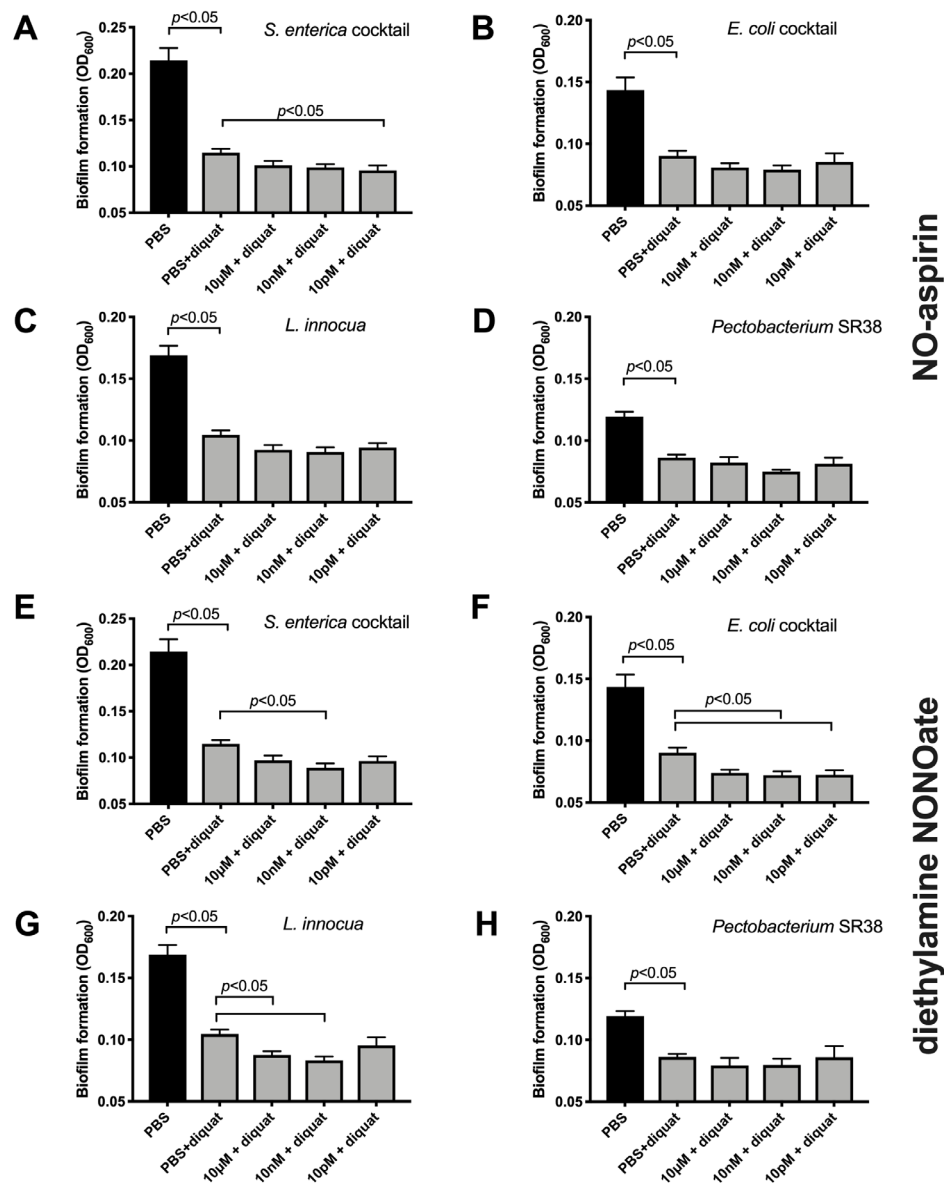 A
p<0.05
S. enterica cocktail
p<0.05
Biofilm formation (OD600)
0.25
0.20
0.15
0.10
0.05
PBS
PBS+diquat
10µM + diquat
10nM + diquat
10pM + diquat
B
E. coli cocktail
p<0.05
Biofilm formation (OD600)
0.20
0.15
0.10
0.05
PBS
PBS+diquat
10µM + diquat
10nM + diquat
10pM + diquat
C
p<0.05
L. innocua
Biofilm formation (OD600)
0.20
0.15
0.10
0.05
PBS
PBS+diquat
10µM + diquat
10nM + diquat
10pM + diquat
D
Pectobacterium SR38
p<0.05
Biofilm formation (OD600)
0.20
0.15
0.10
0.05
PBS
PBS+diquat
10µM + diquat
10nM + diquat
10pM + diquat
NO-aspirin
E
p<0.05
S. enterica cocktail
p<0.05
Biofilm formation (OD600)
0.25
0.20
0.15
0.10
0.05
PBS
PBS+diquat
10µM + diquat
10nM + diquat
10pM + diquat
F
E. coli cocktail
p<0.05
p<0.05
Biofilm formation (OD600)
0.20
0.15
0.10
0.05
PBS
PBS+diquat
10µM + diquat
10nM + diquat
10pM + diquat
G
p<0.05
L. innocua
p<0.05
Biofilm formation (OD600)
0.20
0.15
0.10
0.05
PBS
PBS+diquat
10µM + diquat
10nM + diquat
10pM + diquat
H
Pectobacterium SR38
p<0.05
Biofilm formation (OD600)
0.20
0.15
0.10
0.05
PBS
PBS+diquat
10µM + diquat
10nM + diquat
10pM + diquat
diethylamine NONOate